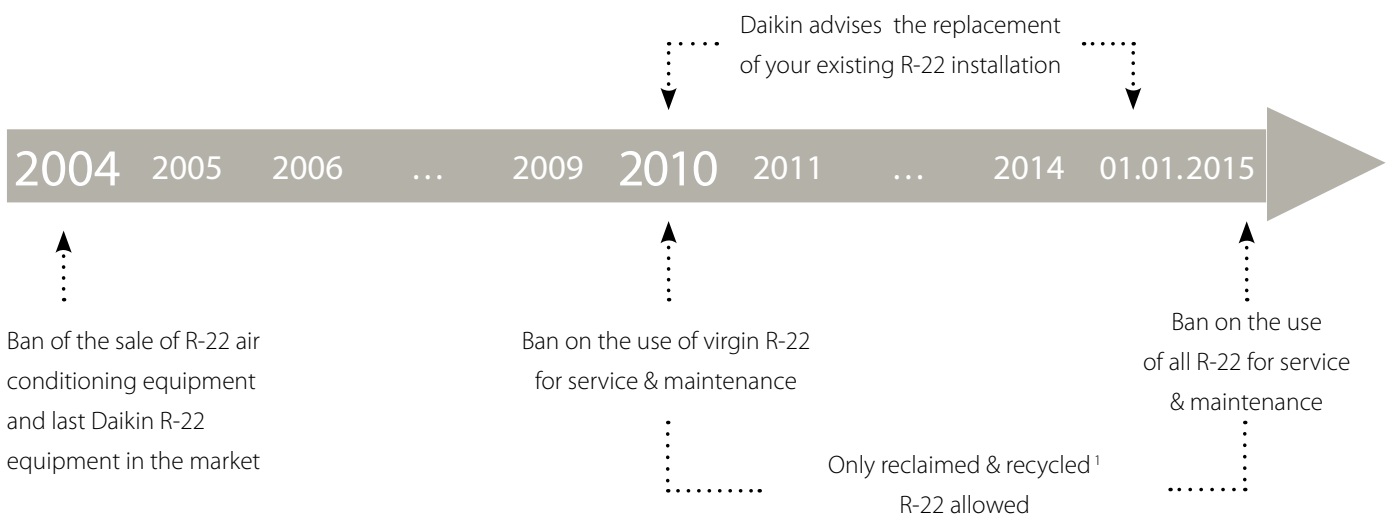 Daikin advises the replacement
of your existing R-22 installation
2004 2005 2006 ... 2009 2010 2011 ... 2014 01.01.2015
Ban of the sale of R-22 air
conditioning equipment
and last Daikin R-22
equipment in the market
Ban on the use of virgin R-22
for service & maintenance
Ban on the use
of all R-22 for service
& maintenance
Only reclaimed & recycled ¹
R-22 allowed